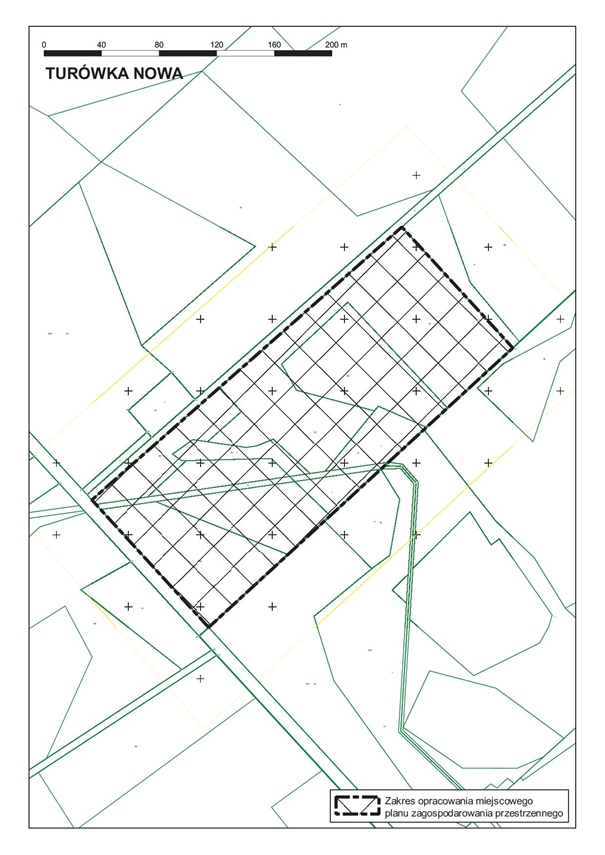 0 40 80 120 160 200 m
TURÓWKA NOWA
Zakres opracowania miejscowego
planu zagospodarowania przestrzennego